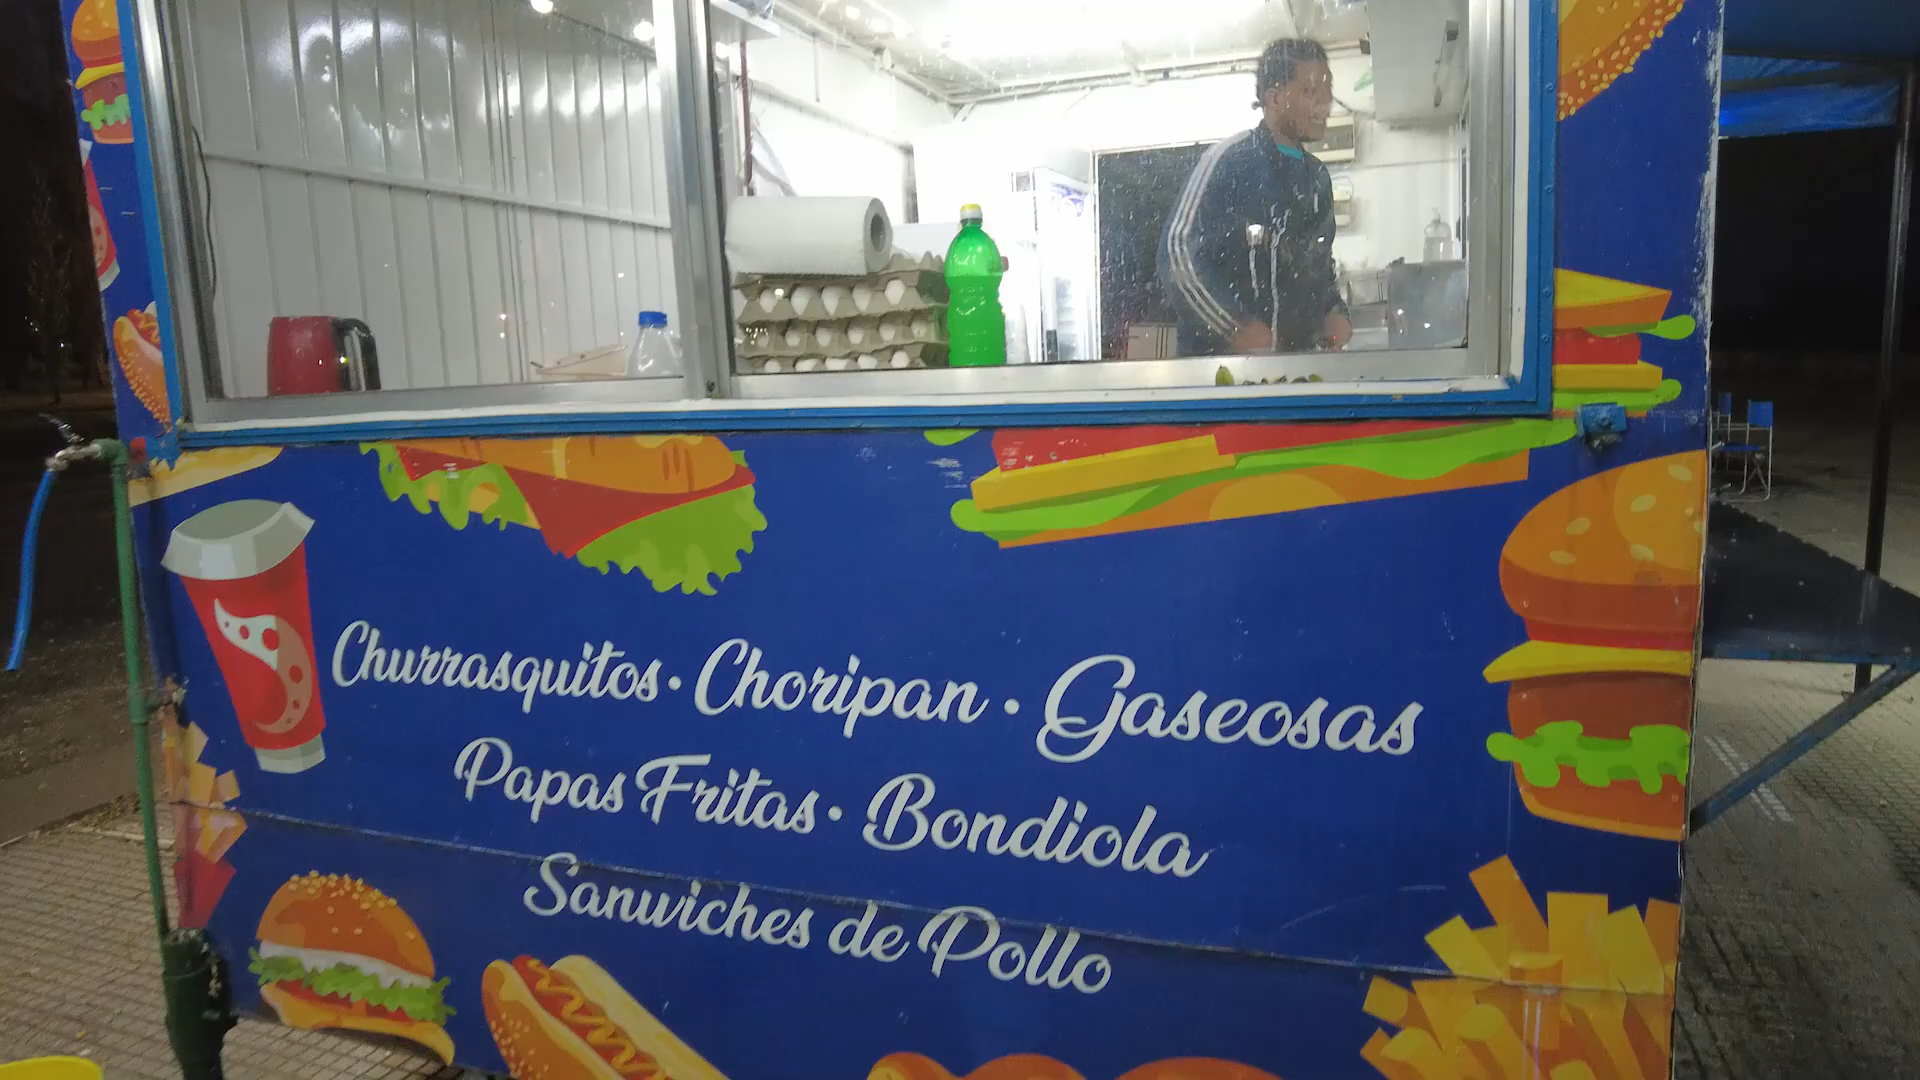 Churrasquitos · Choripan · Gaseosas
Papas Fritas · Bondiola
Sanwiches de Pollo